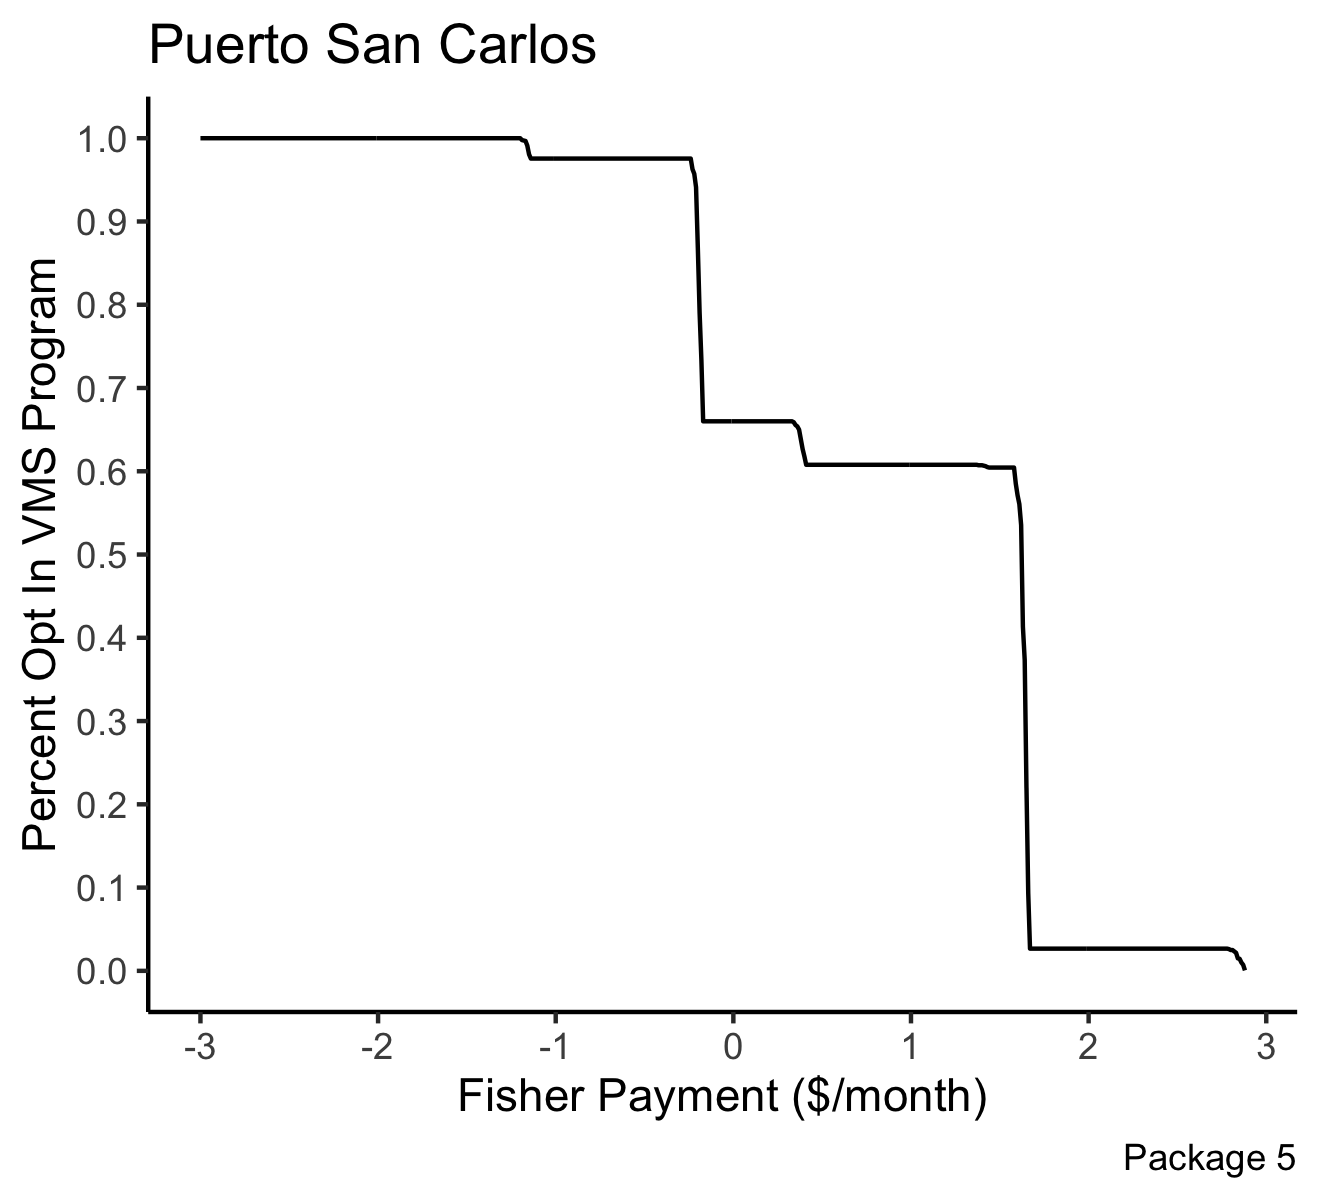 Puerto San Carlos
Percent Opt In VMS Program
1.0
0.9
0.8
0.7
0.6
0.5
0.4
0.3
0.2
0.1
0.0
-3 -2 -1 0 1 2 3
Fisher Payment ($/month)
Package 5